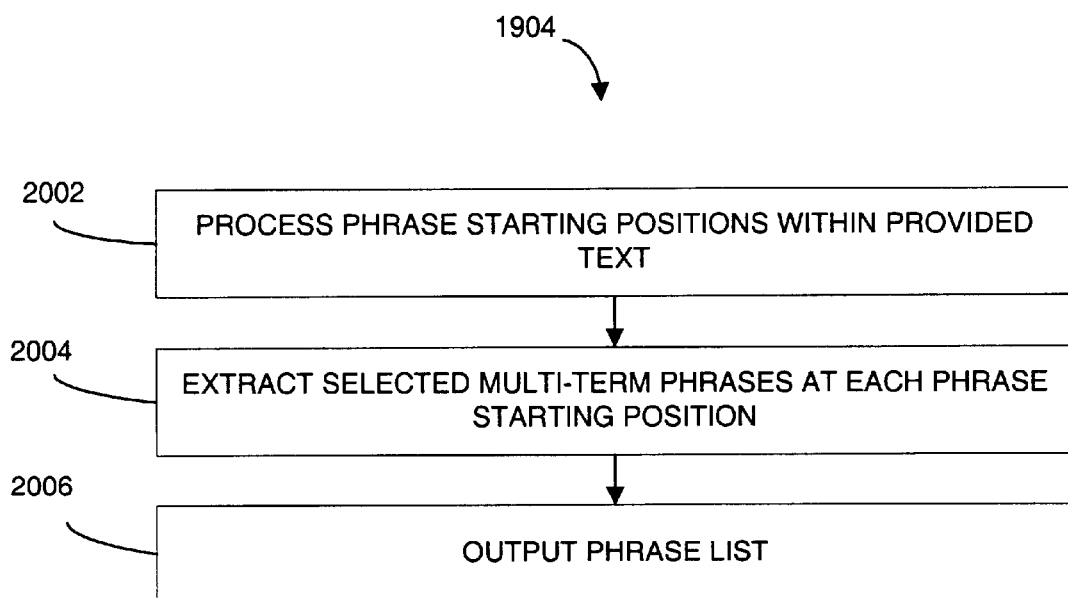 1904
2002
PROCESS PHRASE STARTING POSITIONS WITHIN PROVIDED
TEXT
2004
EXTRACT SELECTED MULTI-TERM PHRASES AT EACH PHRASE
STARTING POSITION
2006
OUTPUT PHRASE LIST